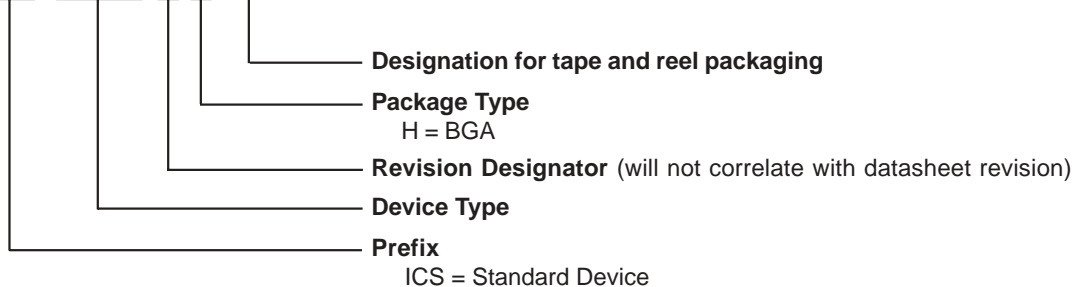 Designation for tape and reel packaging
Package Type
H = BGA
Revision Designator (will not correlate with datasheet revision)
Device Type
Prefix
ICS = Standard Device